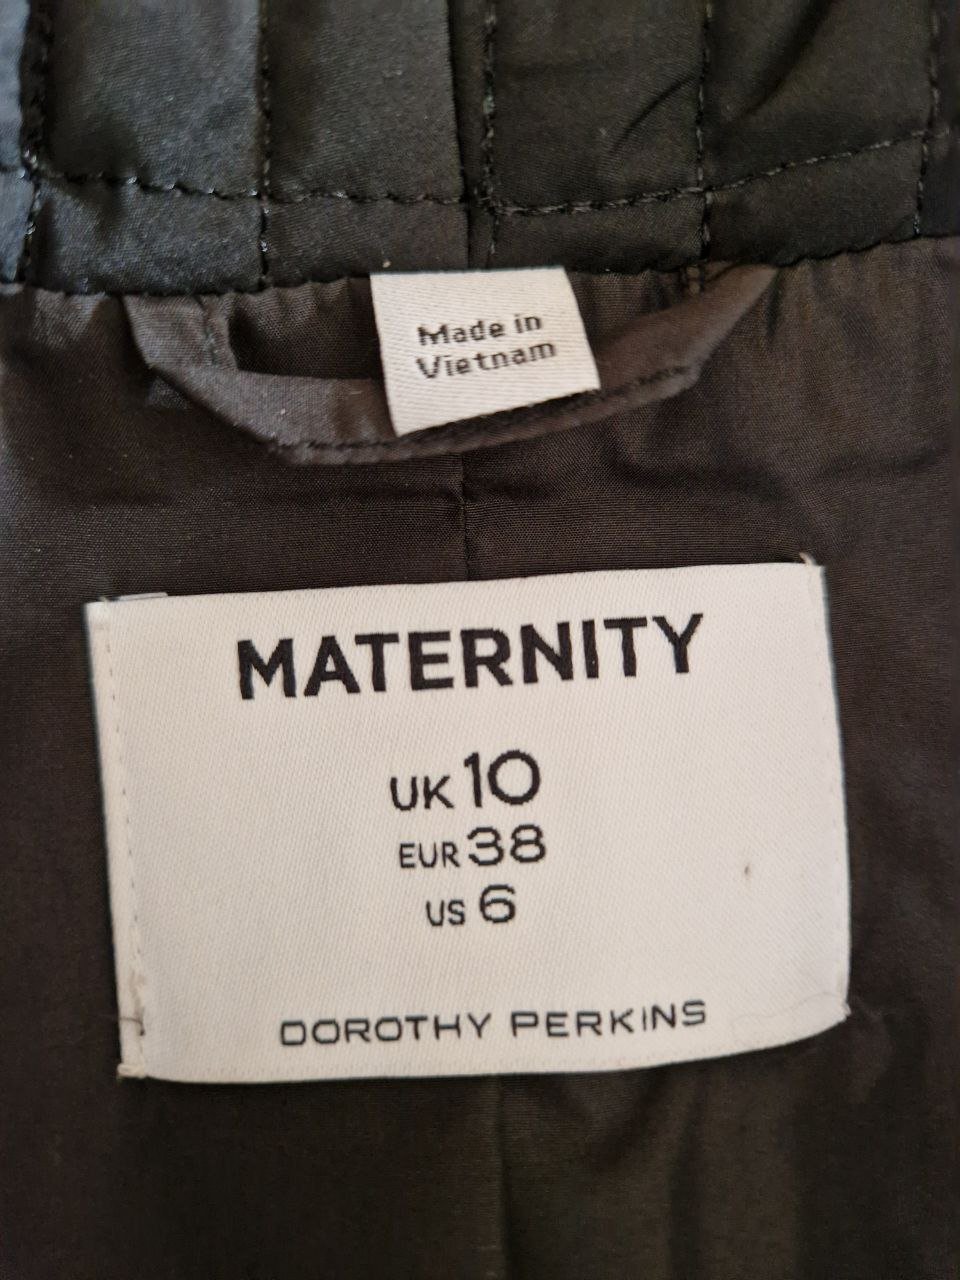 Made in
Vietnam
MATERNITY
UK 10
EUR 38
US 6
DOROTHY PERKINS